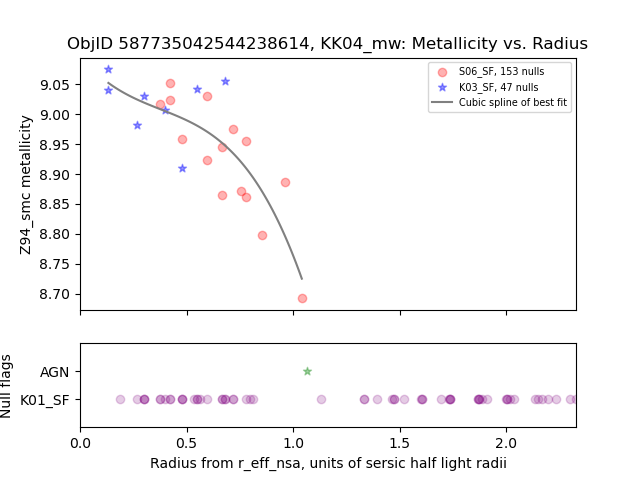 ObjID 587735042544238614, KK04_mw: Metallicity vs. Radius
S06_SF, 153 nulls
K03_SF, 47 nulls
Cubic spline of best fit
Z94_smc metallicity
9.05
9.00
8.95
8.90
8.85
8.80
8.75
8.70
Null flags
AGN
K01_SF
0.0 0.5 1.0 1.5 2.0
Radius from r_eff_nsa, units of sersic half light radii